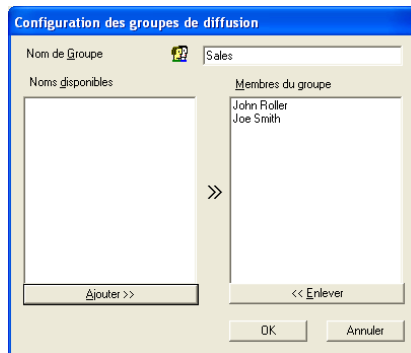 Configuration des groupes de diffusion
Nom de Groupe
Sales
Noms disponibles
Membres du groupe
John Roller
Joe Smith
Ajouter >>
<< Enlever
OK
Annuler